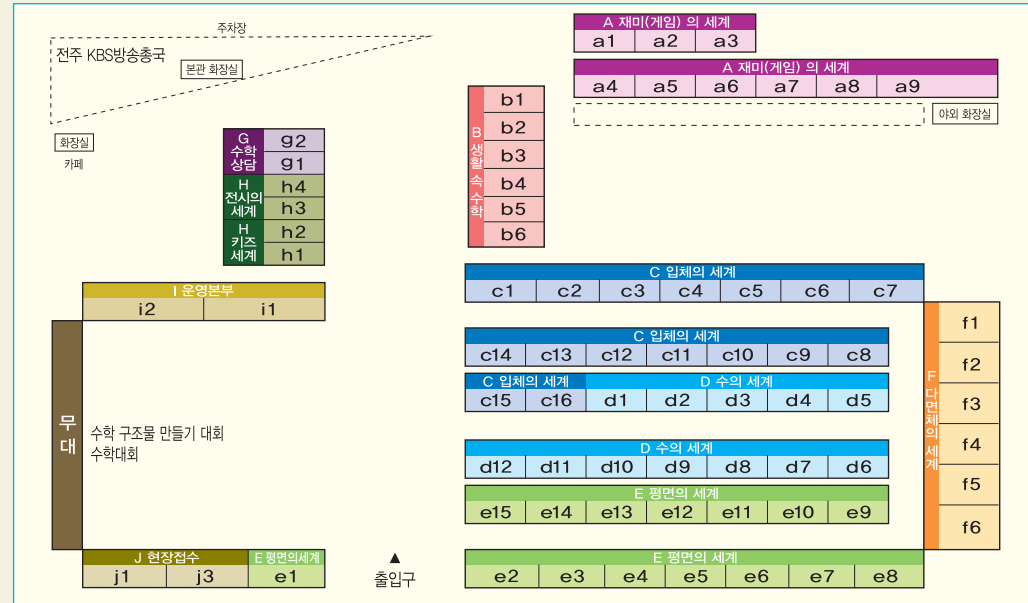 주차장
전주 KBS방송총국
본관 화장실
화장실
카페
A 재미(게임) 의 세계
a1 a2 a3
A 재미(게임) 의 세계
a4 a5 a6 a7 a8 a9
야외 화장실
B 생활 속 수학
b1
b2
b3
b4
b5
b6
G 수학 상담
g2
g1
H 전시의 세계
h4
h3
H 키즈 세계
h2
h1
I 운영본부
i2 i1
무대
수학 구조물 만들기 대회
수학대회
J 현장접수
j1 j3
E 평면의세계
e1
▲
출입구
C 입체의 세계
c1 c2 c3 c4 c5 c6 c7
C 입체의 세계
c14 c13 c12 c11 c10 c9 c8
C 입체의 세계 D 수의 세계
c15 c16 d1 d2 d3 d4 d5
D 수의 세계
d12 d11 d10 d9 d8 d7 d6
E 평면의 세계
e15 e14 e13 e12 e11 e10 e9
E 평면의 세계
e2 e3 e4 e5 e6 e7 e8
F 다면체의 세계
f1
f2
f3
f4
f5
f6